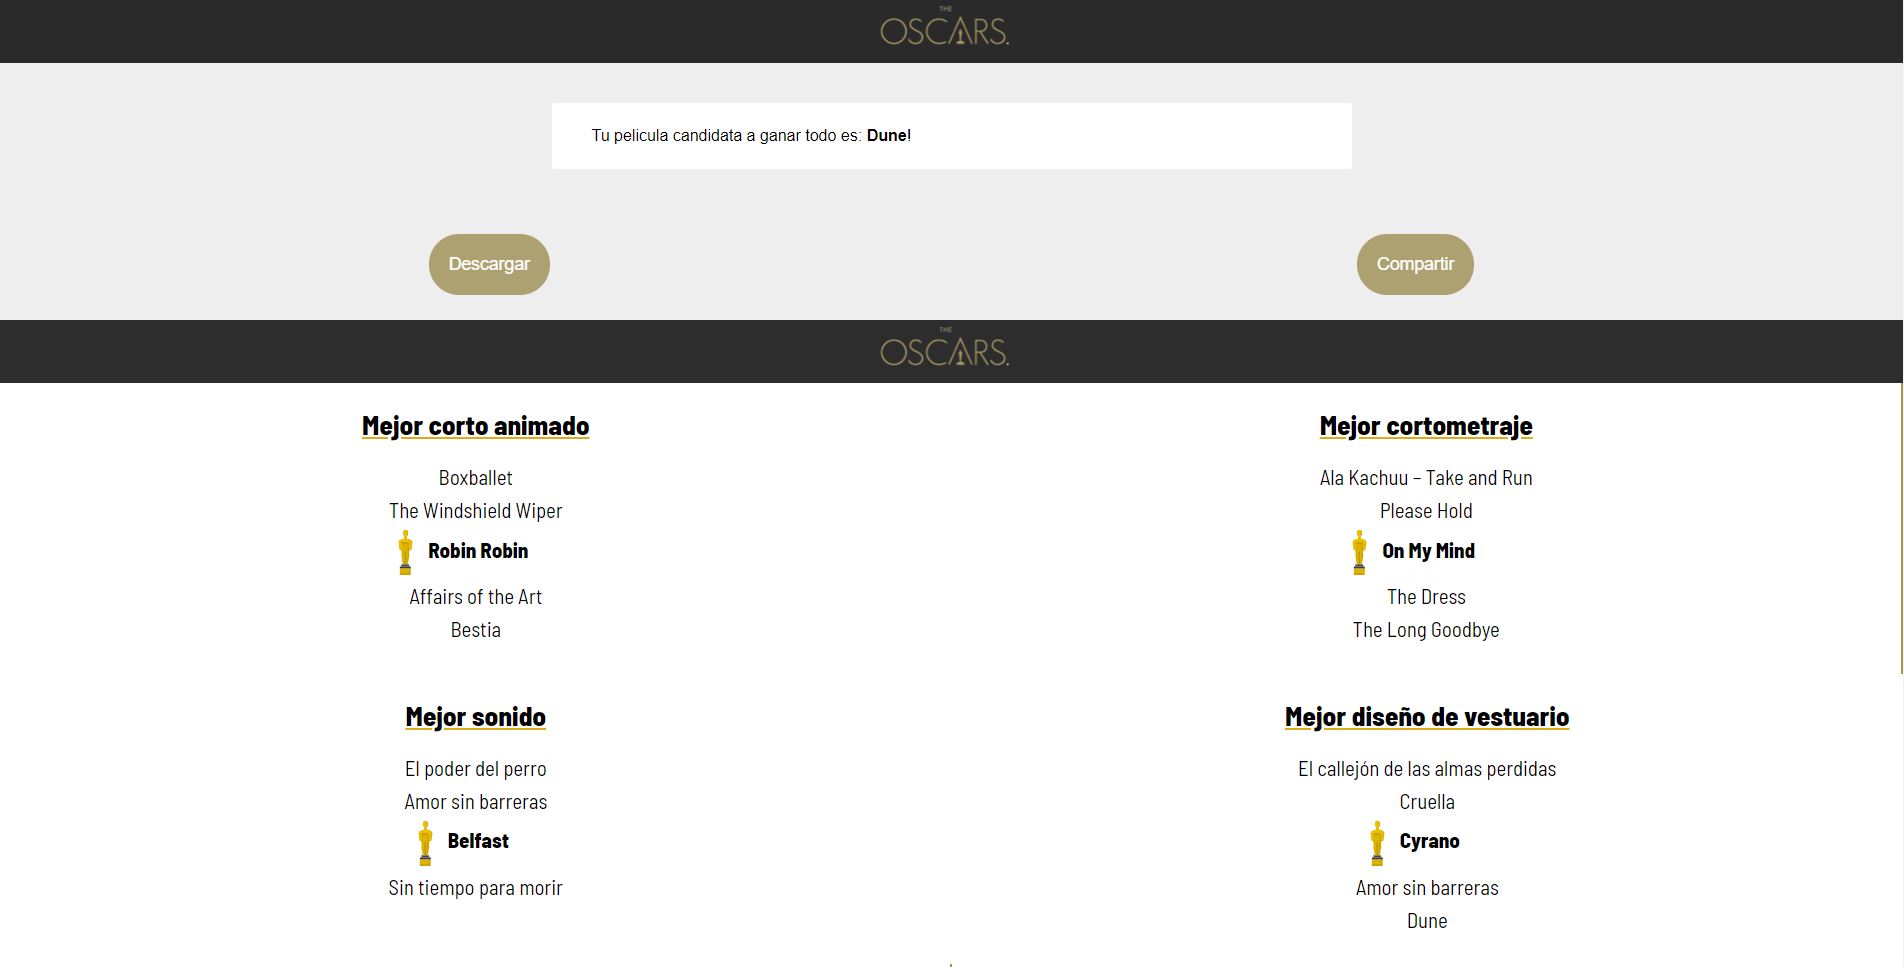 THE
OSCARS.
Tu pelicula candidata a ganar todo es: Dune!
Descargar
Compartir
THE
OSCARS.
Mejor corto animado
Boxballet
The Windshield Wiper
Robin Robin
Affairs of the Art
Bestia
Mejor cortometraje
Ala Kachuu – Take and Run
Please Hold
On My Mind
The Dress
The Long Goodbye
Mejor sonido
El poder del perro
Amor sin barreras
Belfast
Sin tiempo para morir
Mejor diseño de vestuario
El callejón de las almas perdidas
Cruella
Cyrano
Amor sin barreras
Dune